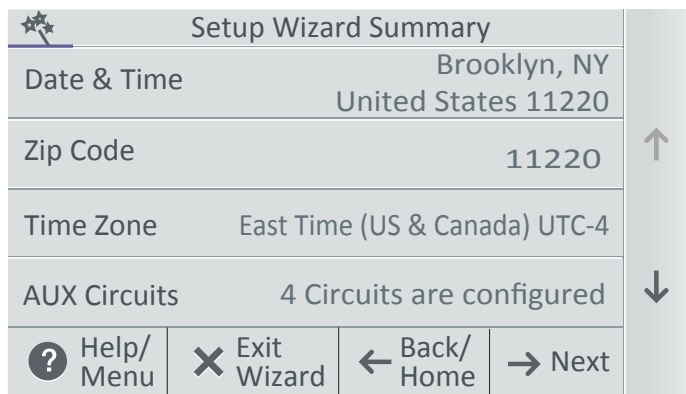 Setup Wizard Summary
Date & Time
Brooklyn, NY
United States 11220
Zip Code
11220
Time Zone
East Time (US & Canada) UTC-4
AUX Circuits
4 Circuits are configured
? Help/
Menu
Exit
Wizard
Back/
Home
Next